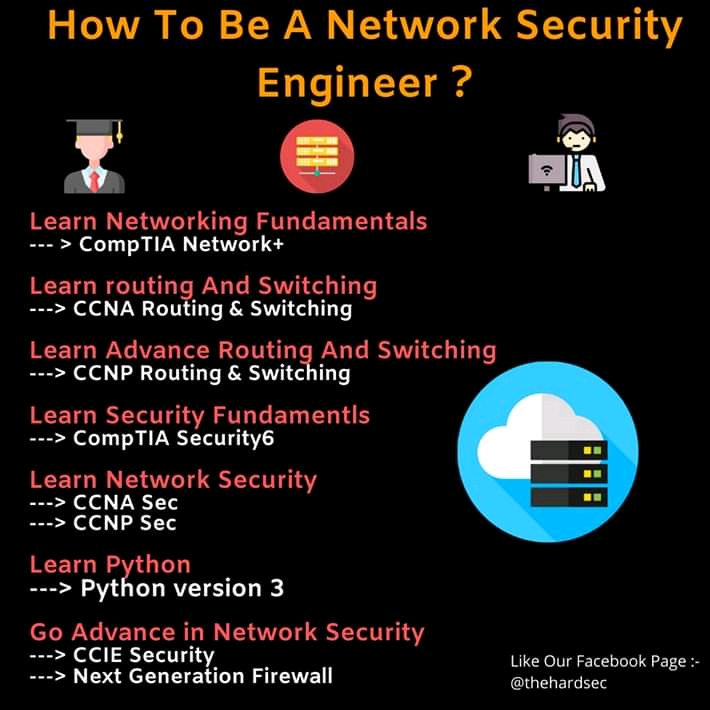 How To Be A Network Security
Engineer ?
Learn Networking Fundamentals
--- > CompTIA Network+
Learn routing And Switching
---> CCNA Routing & Switching
Learn Advance Routing And Switching
---> CCNP Routing & Switching
Learn Security Fundamentls
---> CompTIA Security6
Learn Network Security
---> CCNA Sec
---> CCNP Sec
Learn Python
---> Python version 3
Go Advance in Network Security
---> CCIE Security
---> Next Generation Firewall
Like Our Facebook Page :-
@thehardsec